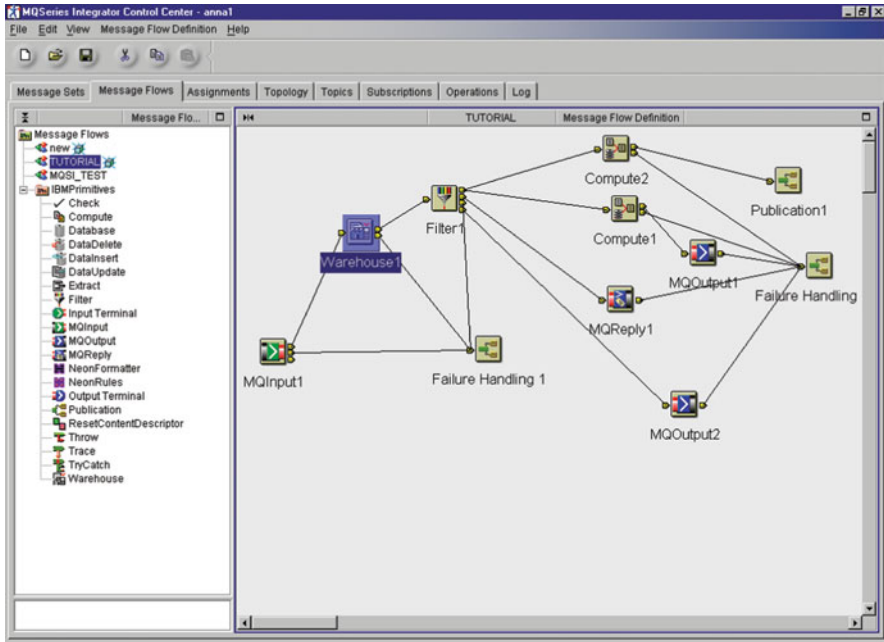 MQSeries Integrator Control Center - anna1
File Edit View Message Flow Definition Help
Message Sets Message Flows Assignments Topology Topics Subscriptions Operations Log
Message Flo...
TUTORIAL Message Flow Definition
Message Flows
new
TUTORIAL
MQSI_TEST
IBMPrimitives
Check
Compute
Database
DataDelete
DataInsert
DataUpdate
Extract
Filter
Input Terminal
MQInput
MQOutput
MQReply
NeonFormatter
NeonRules
Output Terminal
Publication
ResetContentDescriptor
Throw
Trace
TryCatch
Warehouse
Compute2
Publication1
Filter1
Compute1
Warehouse1
MQOutput1
Failure Handling
MQReply1
MQInput1
Failure Handling 1
MQOutput2